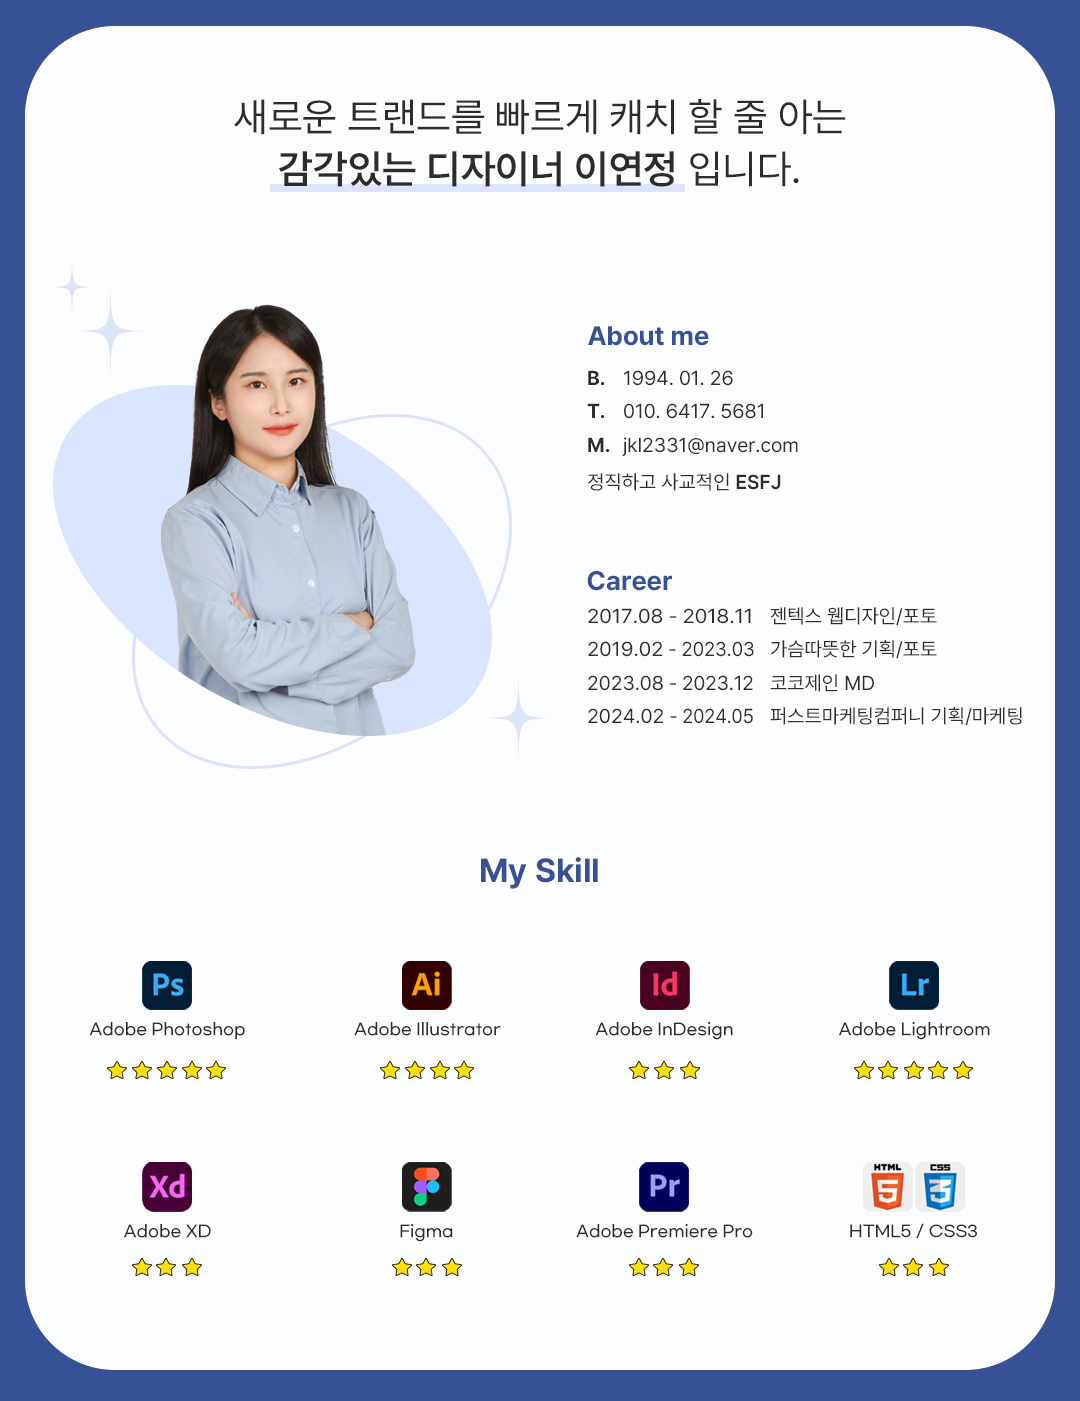 새로운 트랜드를 빠르게 캐치 할 줄 아는
감각있는 디자이너 이연정 입니다.
About me
B. 1994. 01. 26
T. 010. 6417. 5681
M. jkl2331@naver.com
정직하고 사교적인 ESFJ
Career
2017.08 - 2018.11 젠텍스 웹디자인/포토
2019.02 - 2023.03 가슴따뜻한 기획/포토
2023.08 - 2023.12 코코제인 MD
2024.02 - 2024.05 퍼스트마케팅컴퍼니 기획/마케팅
My Skill
Ps Ai Id Lr
Adobe Photoshop Adobe Illustrator Adobe InDesign Adobe Lightroom
Xd Pr HTML 5 CSS 3
Adobe XD Figma Adobe Premiere Pro HTML5 / CSS3